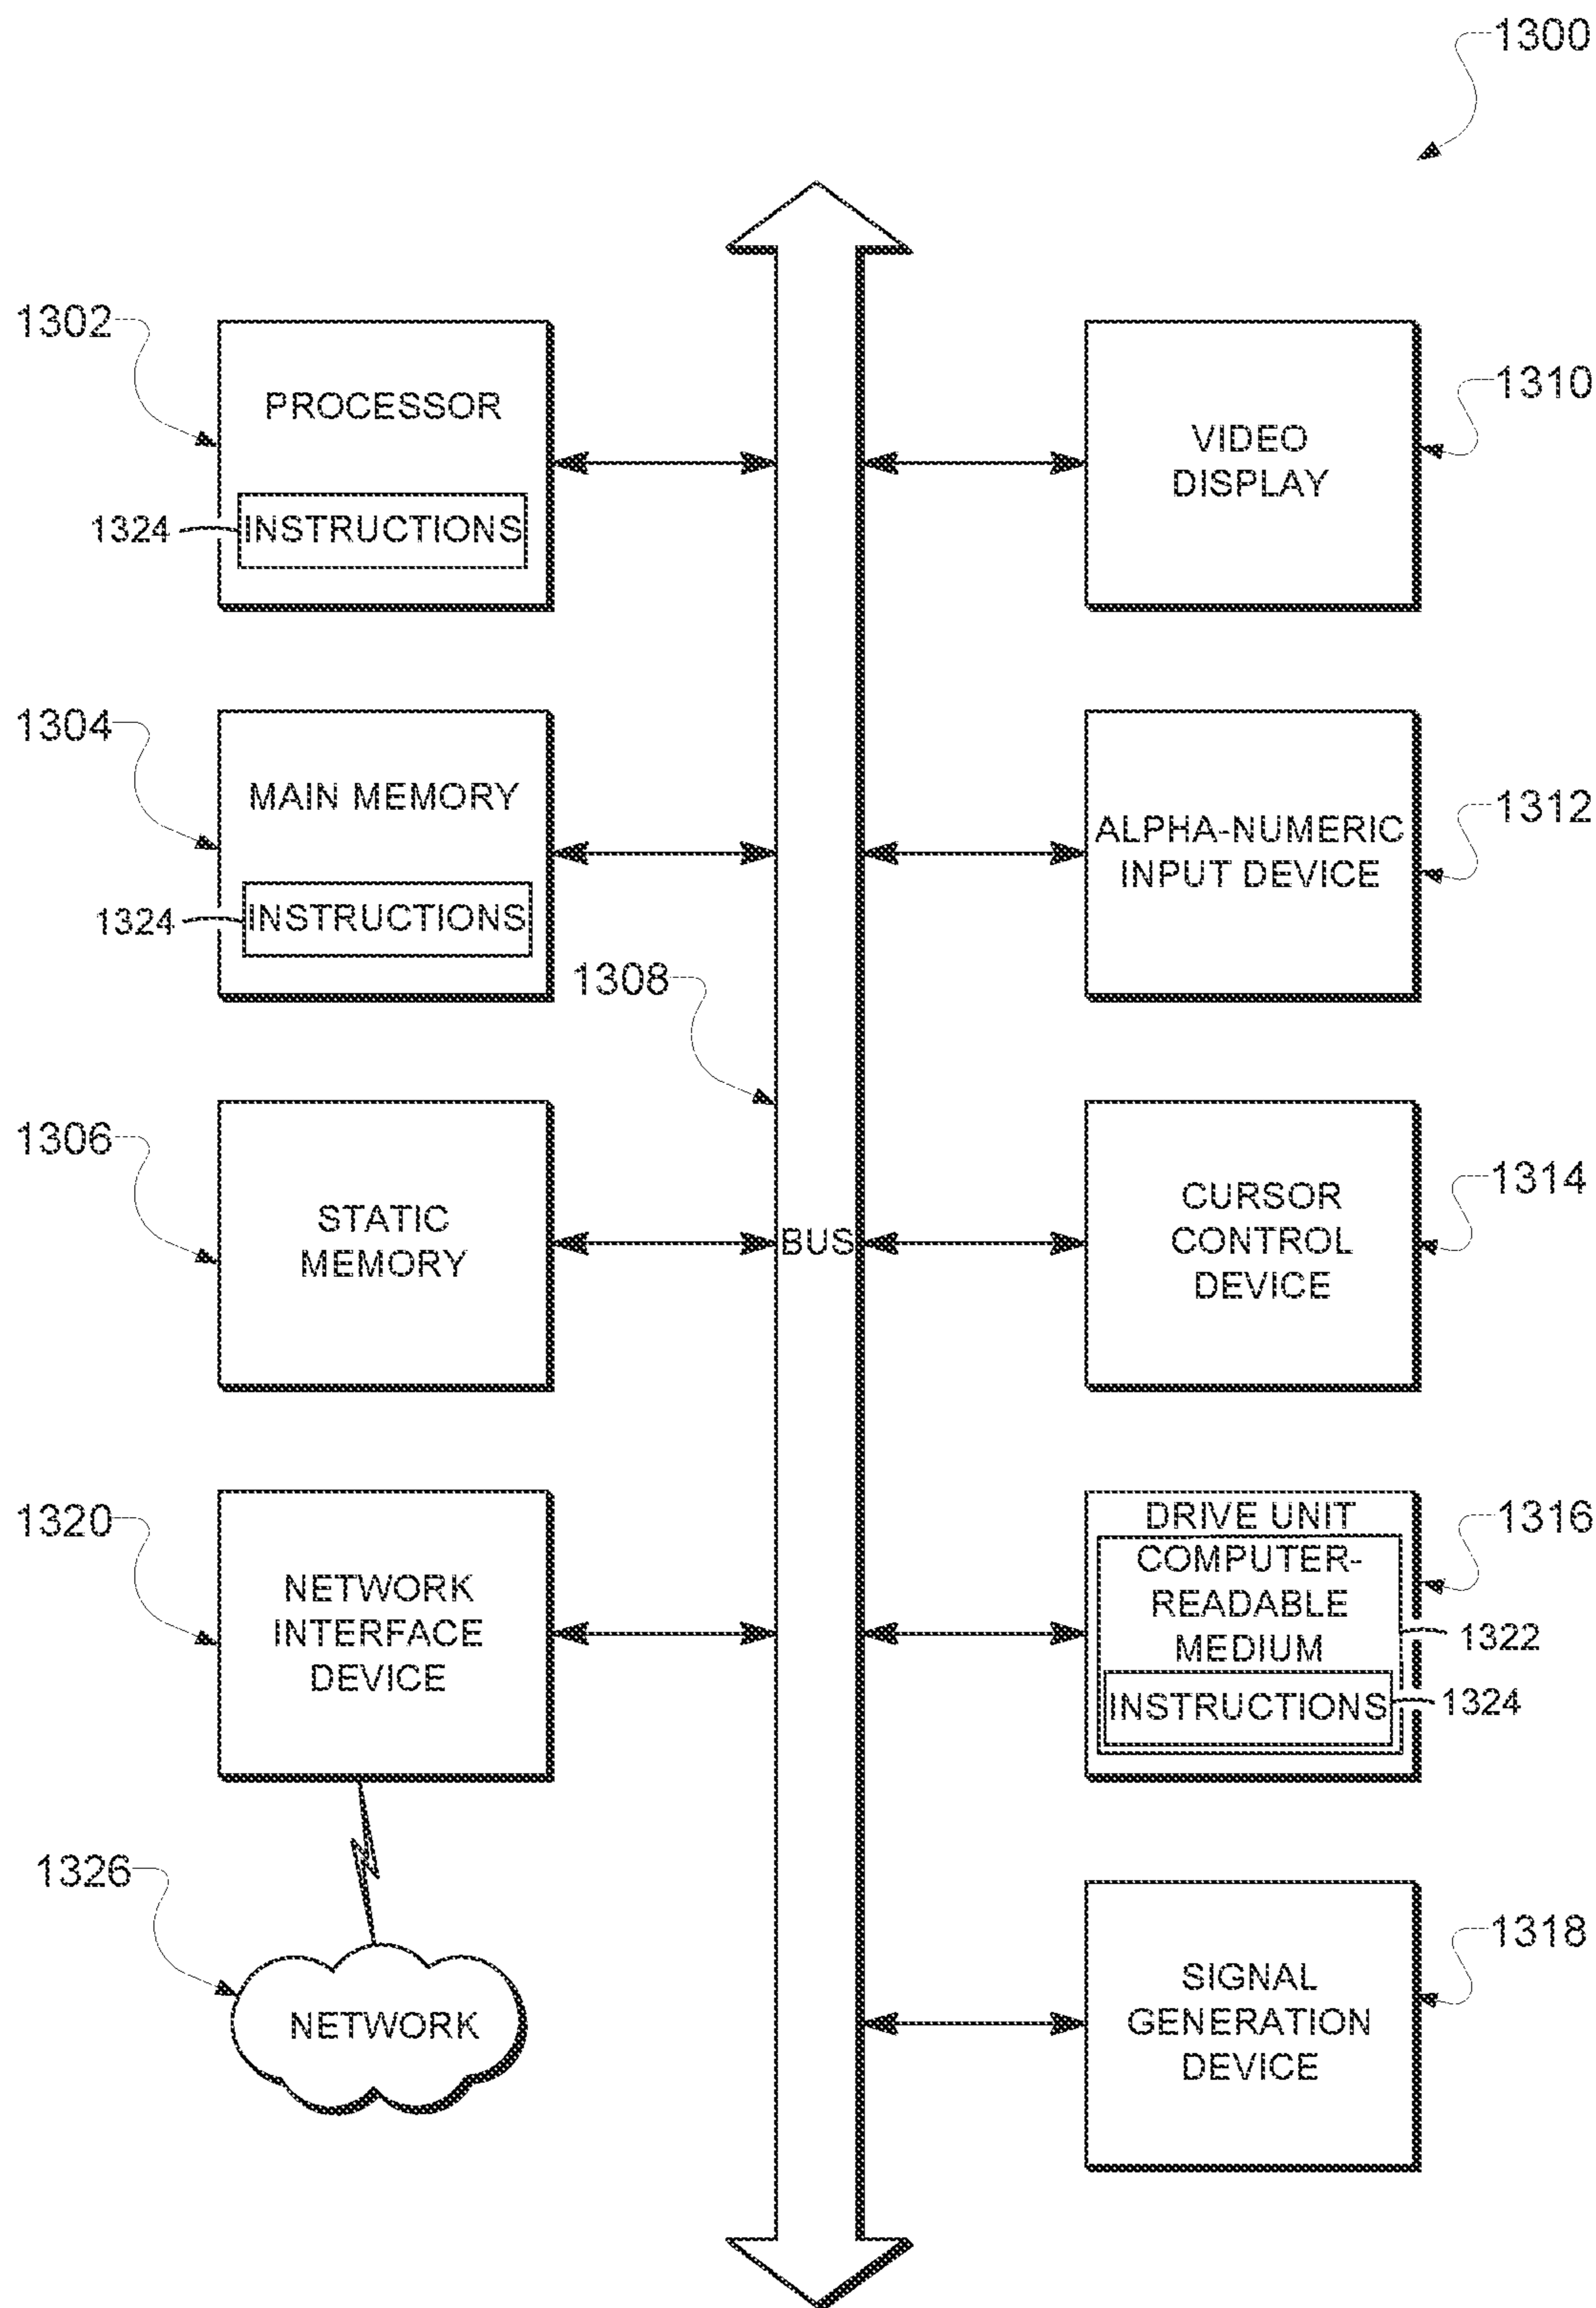 1300
1302
PROCESSOR
1324
INSTRUCTIONS
1310
VIDEO
DISPLAY
1304
MAIN MEMORY
1324
INSTRUCTIONS
1312
ALPHA-NUMERIC
INPUT DEVICE
1308
BUS
1306
STATIC
MEMORY
1314
CURSOR
CONTROL
DEVICE
1320
NETWORK
INTERFACE
DEVICE
1316
DRIVE UNIT
COMPUTER-
READABLE
MEDIUM
1322
INSTRUCTIONS
1324
1326
NETWORK
1318
SIGNAL
GENERATION
DEVICE